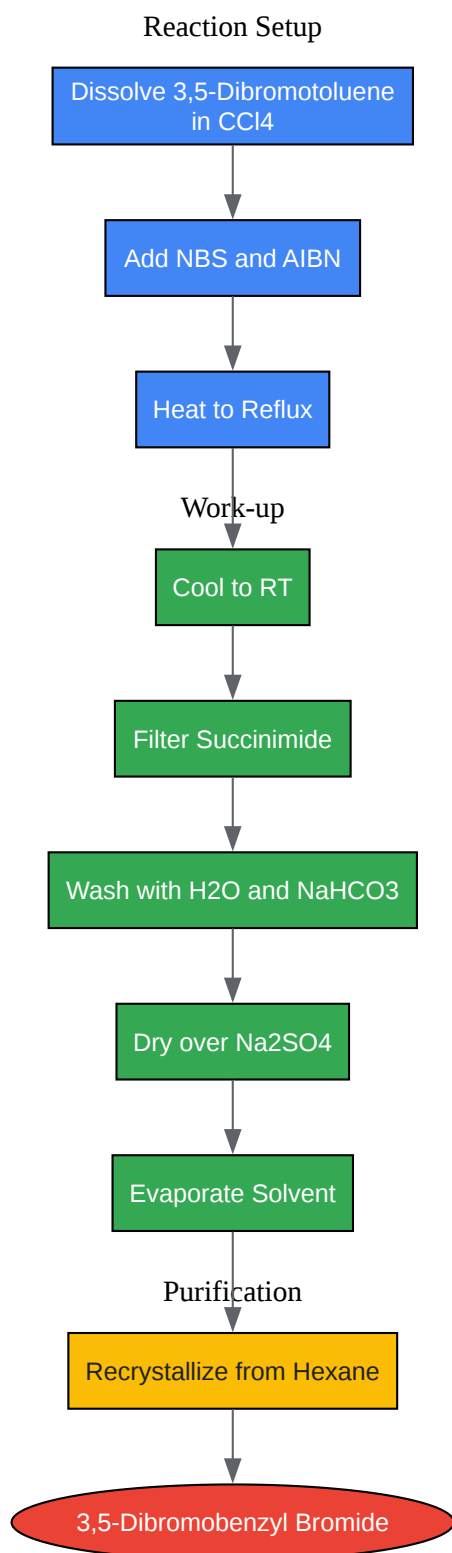 Reaction Setup
Dissolve 3,5-Dibromotoluene
in CCl4
Add NBS and AIBN
Heat to Reflux
Work-up
Cool to RT
Filter Succinimide
Wash with H2O and NaHCO3
Dry over Na2SO4
Evaporate Solvent
Purification
Recrystallize from Hexane
3,5-Dibromobenzyl Bromide